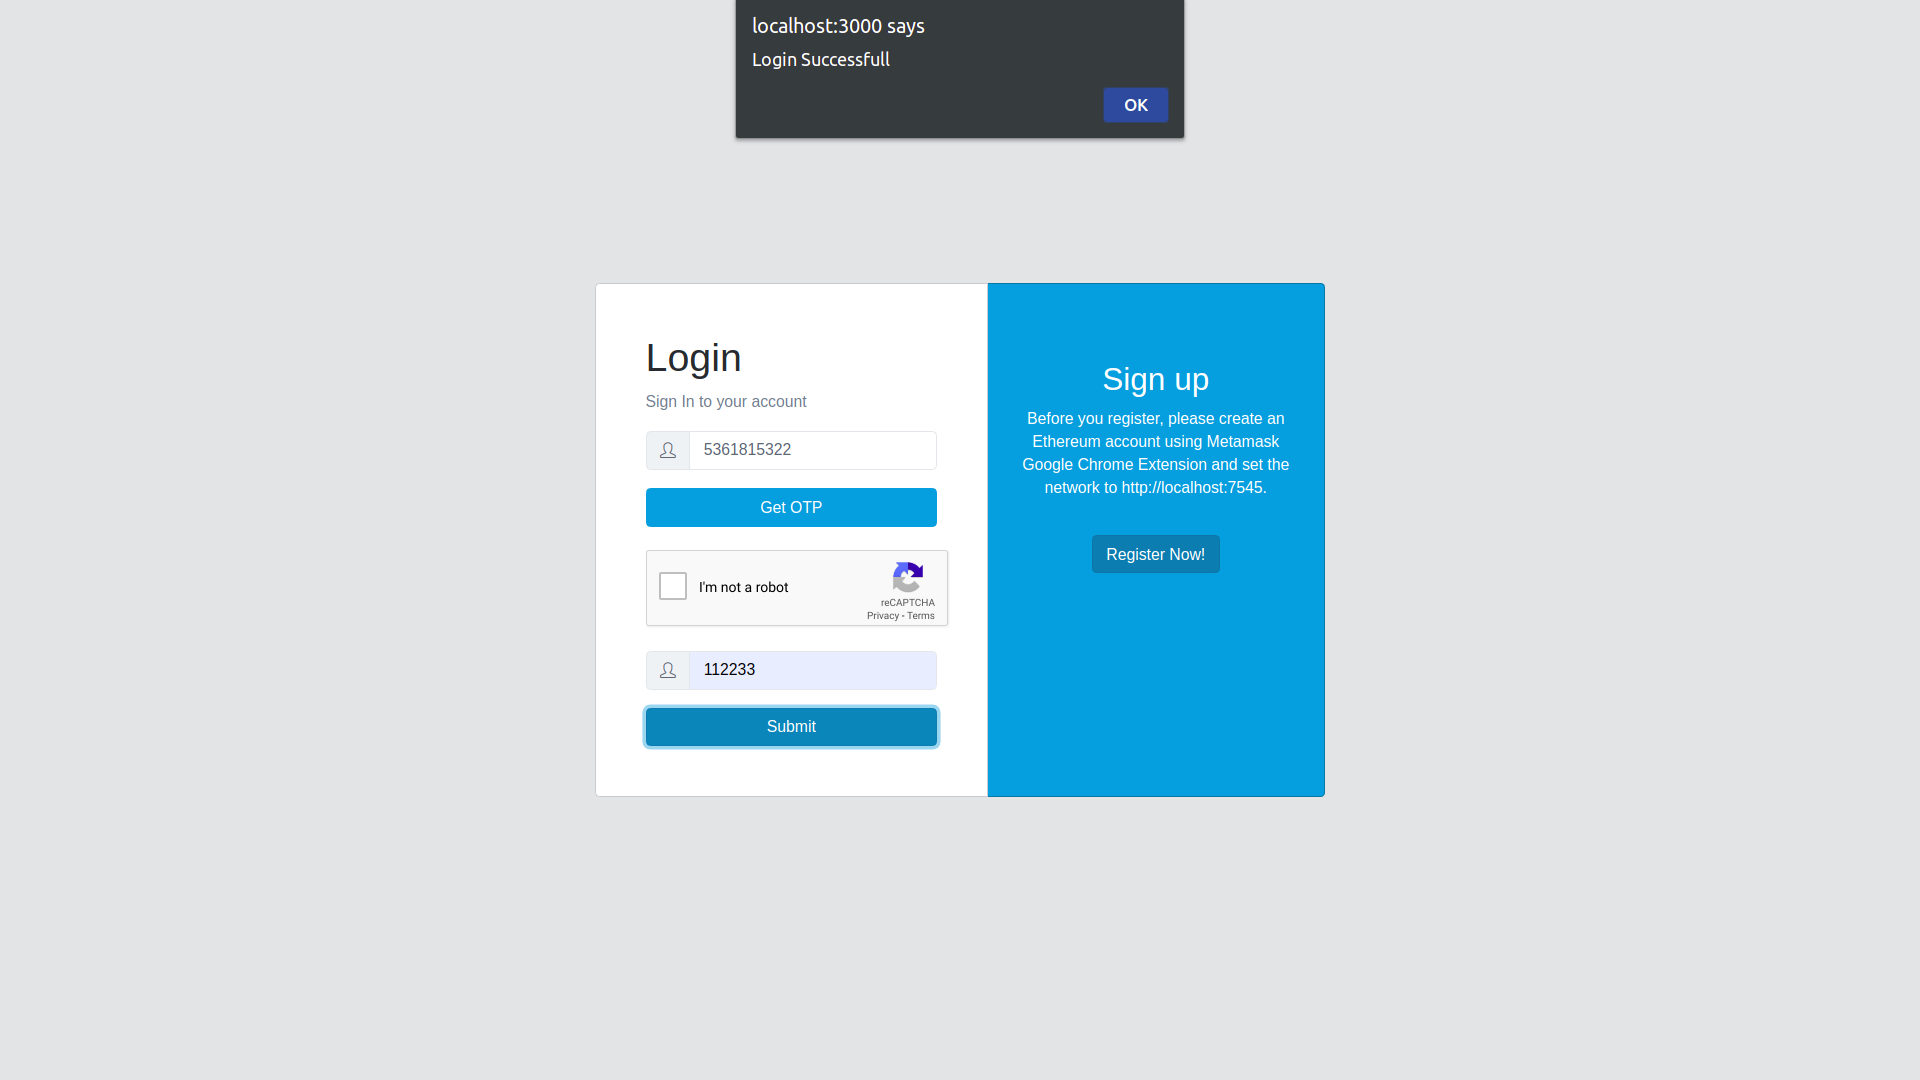 localhost:3000 says
Login Successfull
OK
Login
Sign In to your account
5361815322
Get OTP
I'm not a robot
reCAPTCHA
Privacy - Terms
112233
Submit
Sign up
Before you register, please create an
Ethereum account using Metamask
Google Chrome Extension and set the
network to http://localhost:7545.
Register Now!